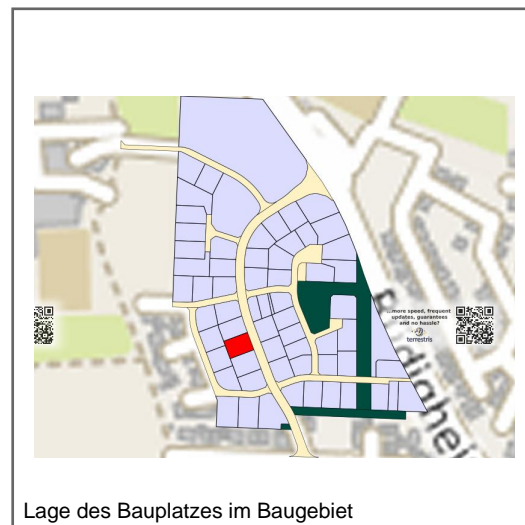 ...more speed, frequent
updates, guarantees
and no hassle?
terrestris
Lage des Bauplatzes im Baugebiet